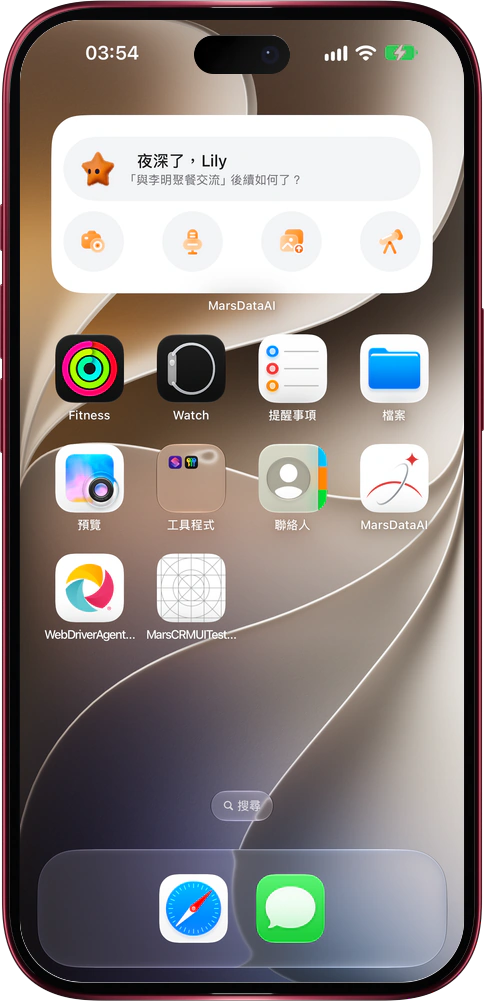 03:54
夜深了，Lily
「與李明聚餐交流」後續如何了？
MarsDataAI
Fitness
Watch
提醒事項
檔案
預覽
工具程式
聯絡人
MarsDataAI
WebDriverAgent...
MarsCRMUITest...
搜尋